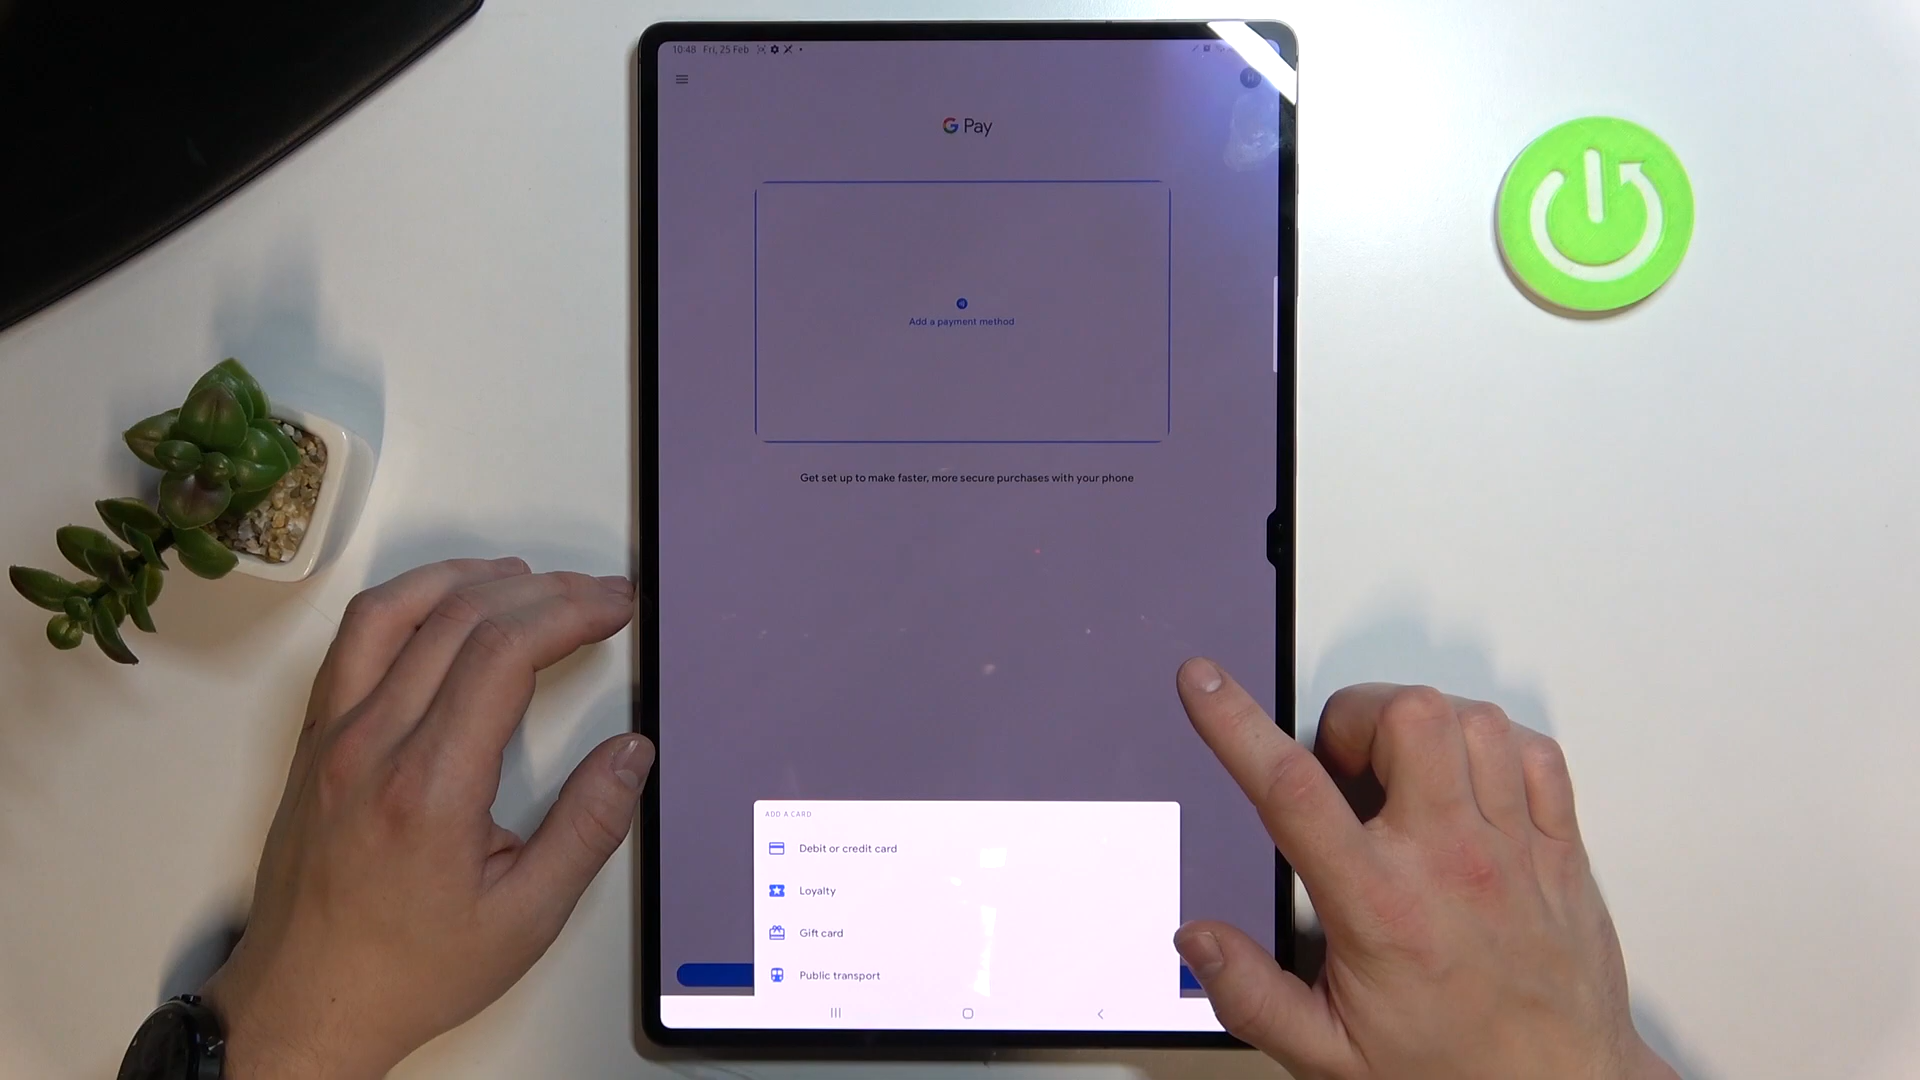 10:48 Fri, 25 Feb
G Pay
Add a payment method
Get set up to make faster, more secure purchases with your phone
ADD A CARD
Debit or credit card
Loyalty
Gift card
Public transport